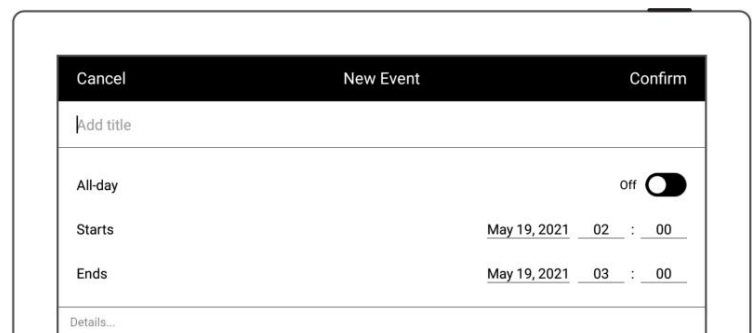 Cancel New Event Confirm
Add title
All-day Off
Starts May 19, 2021 02 : 00
Ends May 19, 2021 03 : 00
Details...